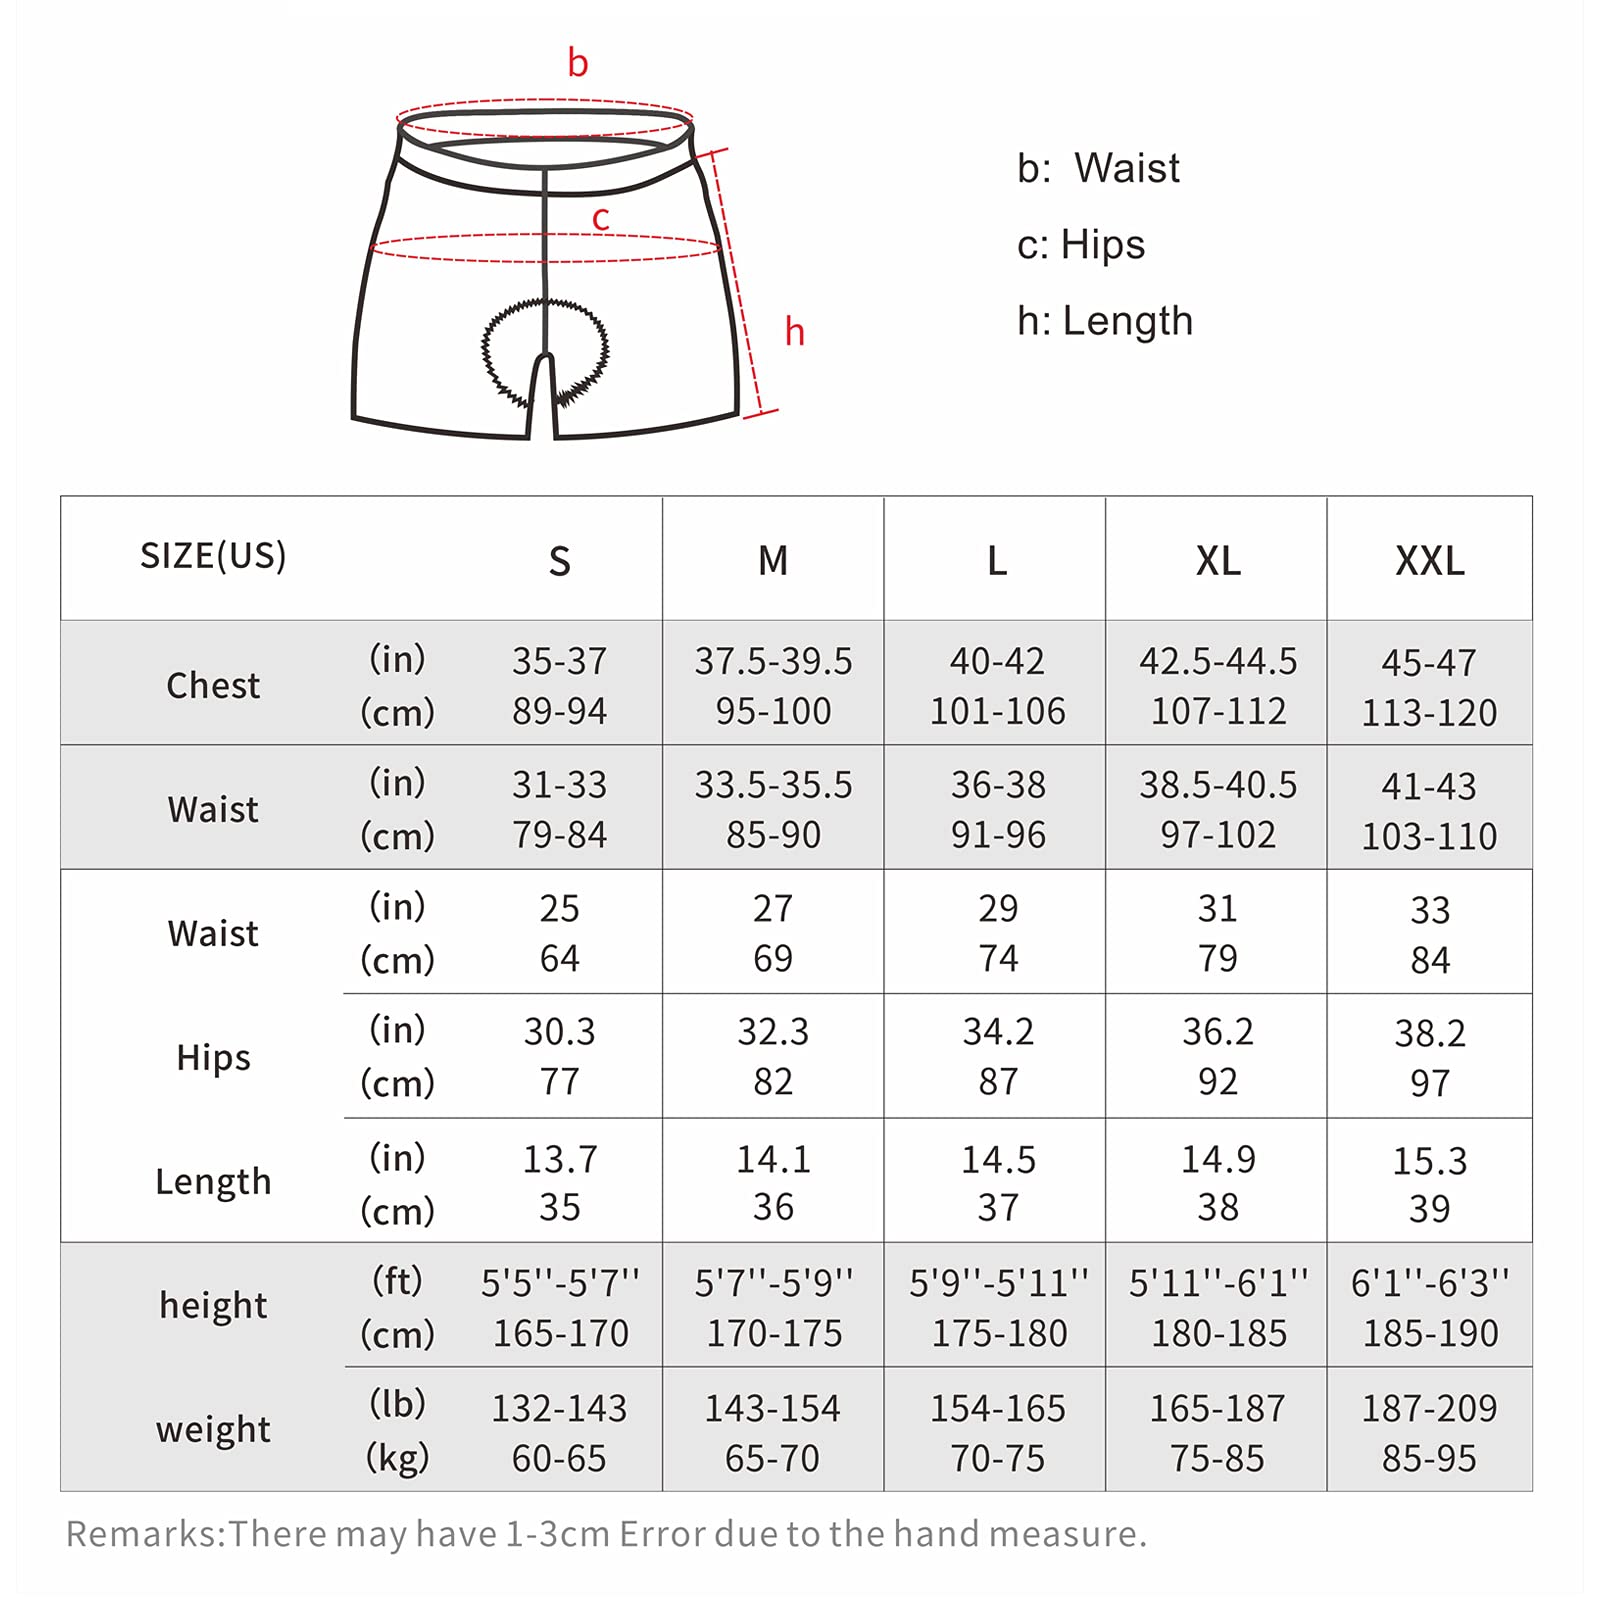 b
c
h
b: Waist
c: Hips
h: Length
SIZE(US) S M L XL XXL
Chest
(in) 35-37 37.5-39.5 40-42 42.5-44.5 45-47
(cm) 89-94 95-100 101-106 107-112 113-120
Waist
(in) 31-33 33.5-35.5 36-38 38.5-40.5 41-43
(cm) 79-84 85-90 91-96 97-102 103-110
Waist
(in) 25 27 29 31 33
(cm) 64 69 74 79 84
Hips
(in) 30.3 32.3 34.2 36.2 38.2
(cm) 77 82 87 92 97
Length
(in) 13.7 14.1 14.5 14.9 15.3
(cm) 35 36 37 38 39
height
(ft) 5'5''-5'7'' 5'7''-5'9'' 5'9''-5'11'' 5'11''-6'1'' 6'1''-6'3''
(cm) 165-170 170-175 175-180 180-185 185-190
weight
(lb) 132-143 143-154 154-165 165-187 187-209
(kg) 60-65 65-70 70-75 75-85 85-95
Remarks:There may have 1-3cm Error due to the hand measure.